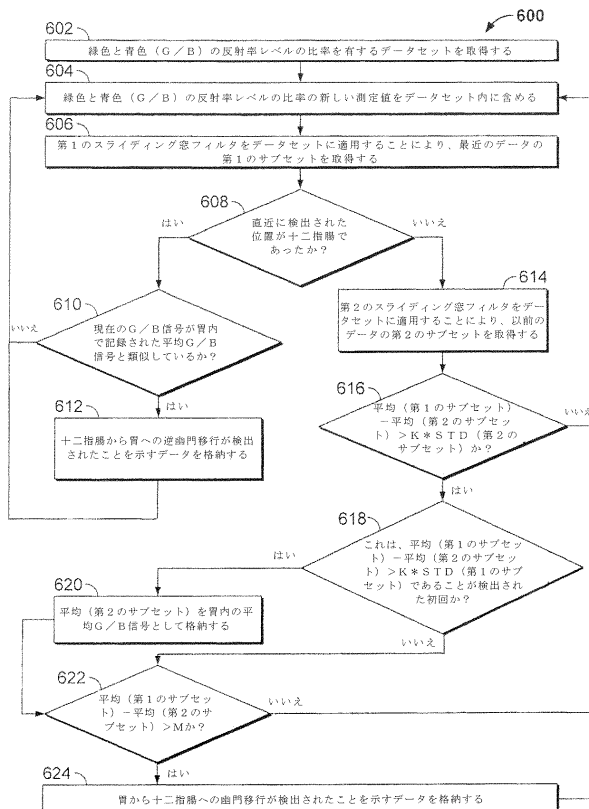 600
602
緑色と青色（G／B）の反射率レベルの比率を有するデータセットを取得する
604
緑色と青色（G／B）の反射率レベルの比率の新しい測定値をデータセット内に含める
606
第１のスライディング窓フィルタをデータセットに適用することにより、最近のデータの
第１のサブセットを取得する
608
直近に検出された
位置が十二指腸で
あったか？
はい
いいえ
610
現在のG／B信号が胃内
で記録された平均G／B
信号と類似しているか？
いいえ
はい
612
十二指腸から胃への逆幽門移行が検出
されたことを示すデータを格納する
614
第２のスライディング窓フィルタをデー
タセットに適用することにより、以前の
データの第２のサブセットを取得する
616
平均（第１のサブセット）
－平均（第２のサブセッ
ト）＞K＊STD（第２の
サブセット）か？
いいえ
はい
618
これは、平均（第１のサブセッ
ト）－平均（第２のサブセット
）＞K＊STD（第１のサブ
セット）であることが検出され
た初回か？
はい
いいえ
620
平均（第２のサブセット）を胃内の平
均G／B信号として格納する
622
平均（第１のサブセッ
ト）－平均（第２のサ
ブセット）＞Mか？
いいえ
はい
624
胃から十二指腸への幽門移行が検出されたことを示すデータを格納する